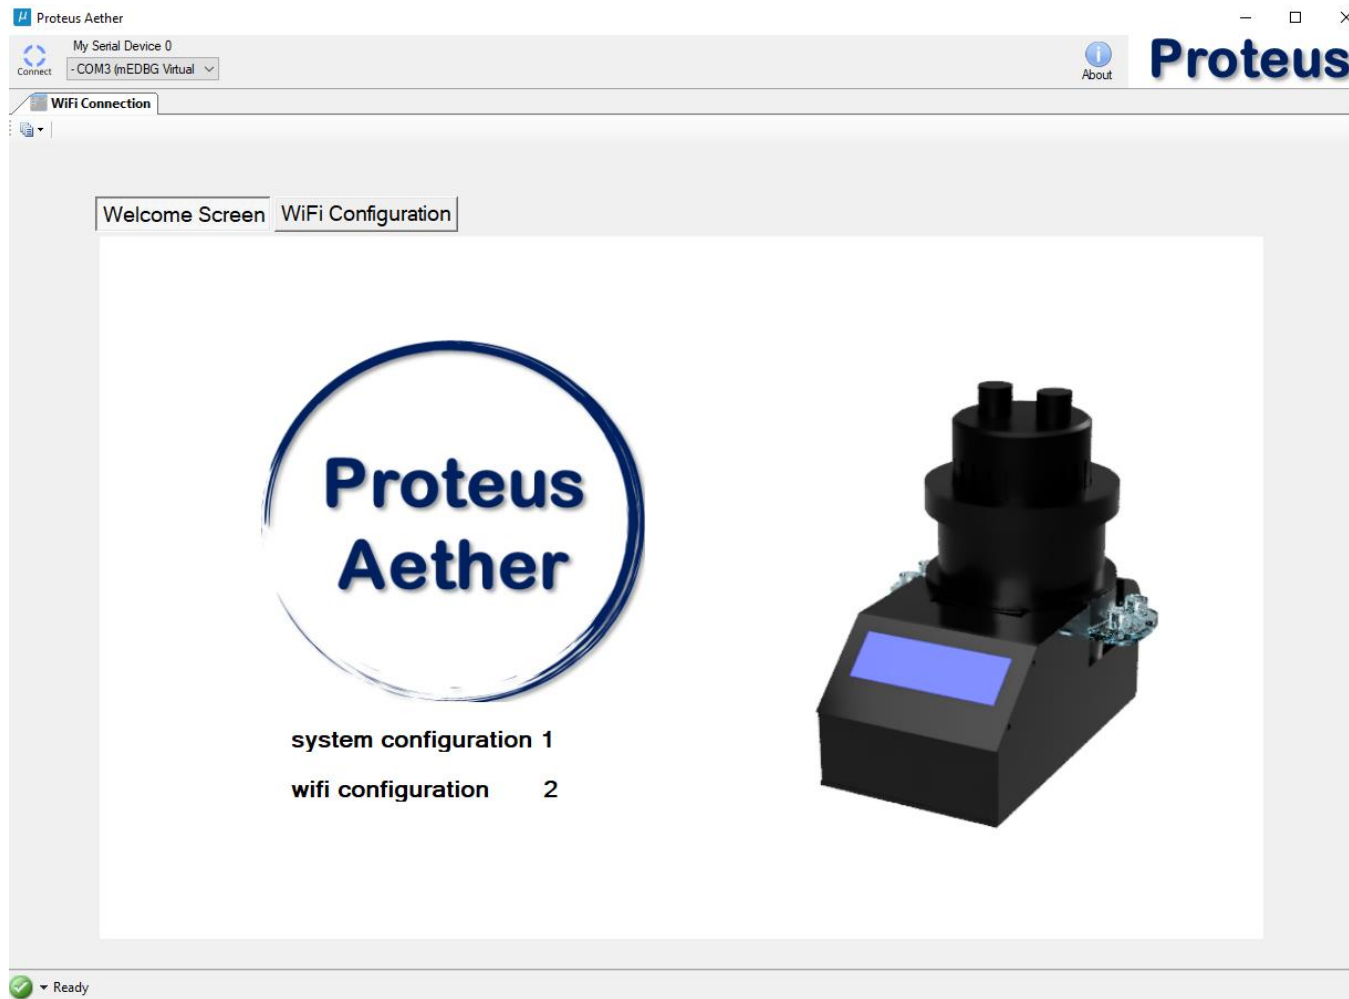 Proteus Aether
My Serial Device 0
Connect
- COM3 (mEDBG Virtual
About
Proteus
WiFi Connection
Welcome Screen
WiFi Configuration
Proteus
Aether
system configuration 1
wifi configuration 2
Ready